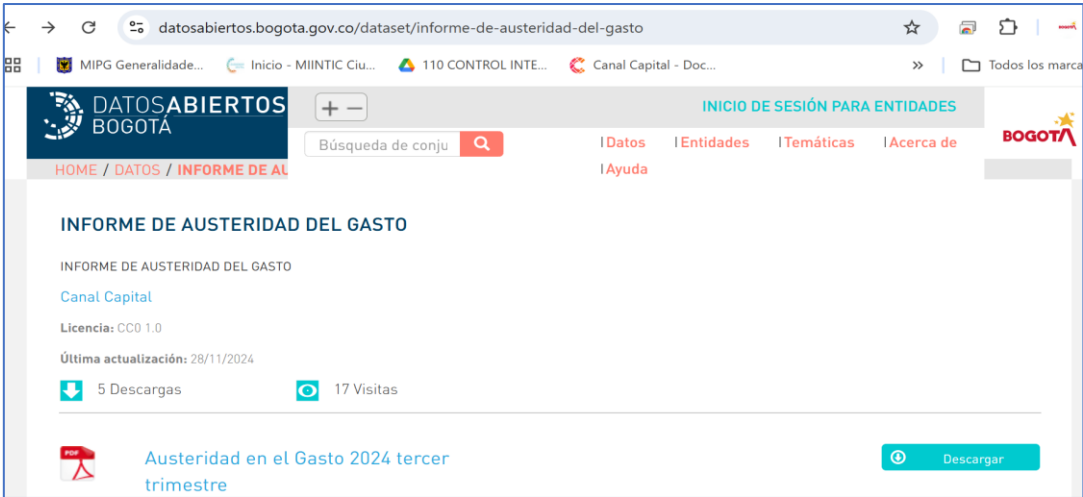 datosabiertos.bogota.gov.co/dataset/informe-de-austeridad-del-gasto
MIPG Generalidade... Inicio - MIINTIC Ciu... 110 CONTROL INTE... Canal Capital - Doc... » Todos los marca
DATOSABIERTOS
BOGOTÁ
+ −
INICIO DE SESIÓN PARA ENTIDADES
Búsqueda de conju
| Datos | Entidades | Temáticas | Acerca de
| Ayuda
BOGOTÁ
HOME / DATOS / INFORME DE AU
INFORME DE AUSTERIDAD DEL GASTO
INFORME DE AUSTERIDAD DEL GASTO
Canal Capital
Licencia: CC0 1.0
Última actualización: 28/11/2024
5 Descargas 17 Visitas
PDF
Austeridad en el Gasto 2024 tercer
trimestre
Descargar